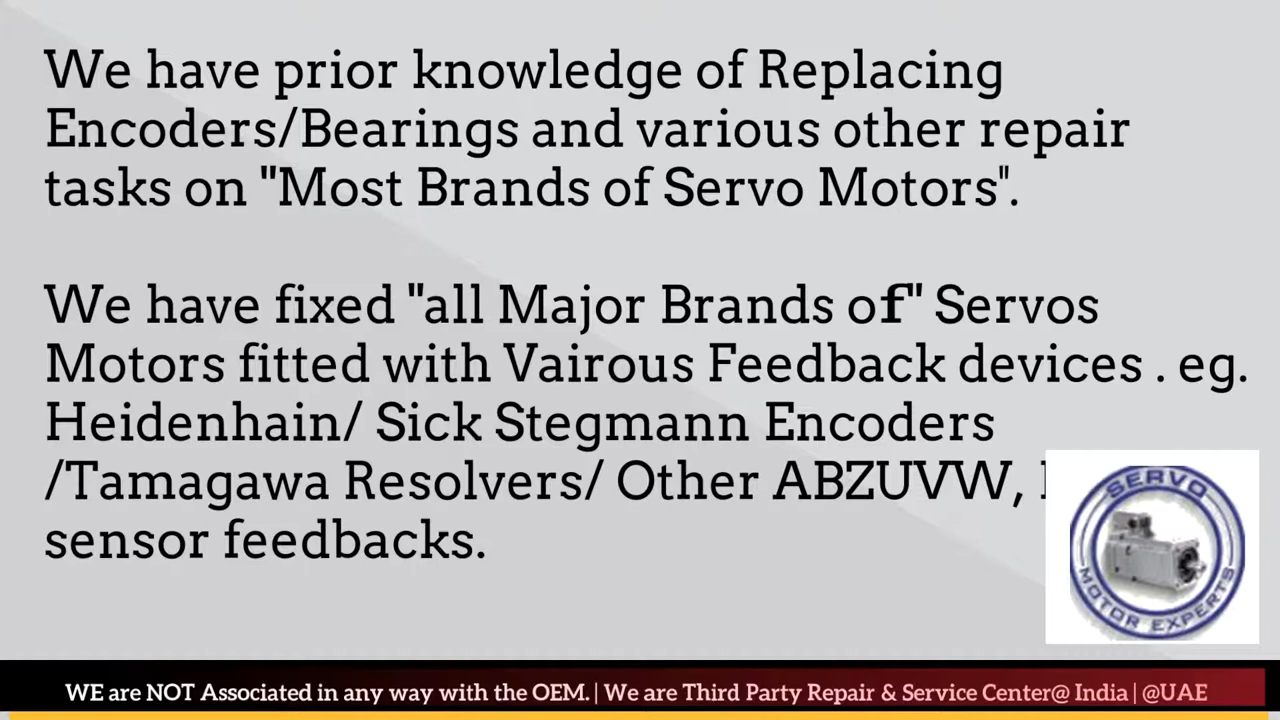 We have prior knowledge of Replacing
Encoders/Bearings and various other repair
tasks on "Most Brands of Servo Motors".
We have fixed "all Major Brands of" Servos
Motors fitted with Vairous Feedback devices . eg.
Heidenhain/ Sick Stegmann Encoders
/Tamagawa Resolvers/ Other ABZUVW,
sensor feedbacks.
SERVO
MOTOR EXPERTS
WE are NOT Associated in any way with the OEM. | We are Third Party Repair & Service Center@ India | @UAE